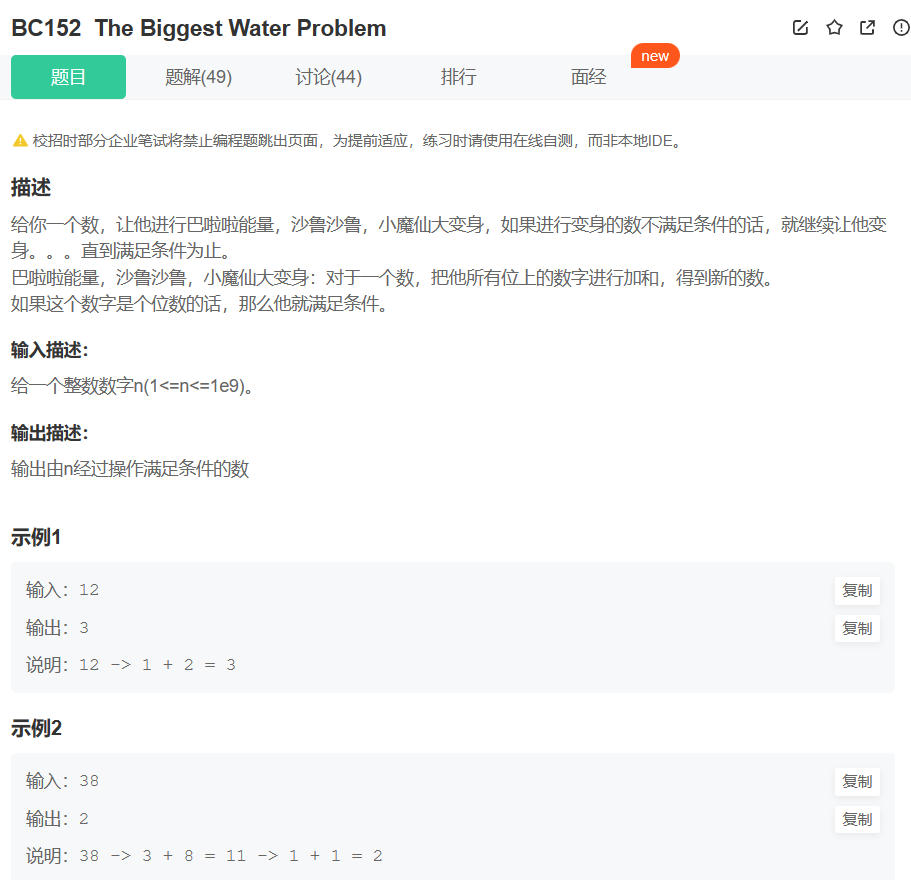 BC152 The Biggest Water Problem
题目 题解(49) 讨论(44) 排行 面经 new
校招时部分企业笔试将禁止编程题跳出页面，为提前适应，练习时请使用在线自测，而非本地IDE。
描述
给你一个数，让他进行巴啦啦能量，沙鲁沙鲁，小魔仙大变身，如果进行变身的数不满足条件的话，就继续让他变
身。。。直到满足条件为止。
巴啦啦能量，沙鲁沙鲁，小魔仙大变身：对于一个数，把他所有位上的数字进行加和，得到新的数。
如果这个数字是个位数的话，那么他就满足条件。
输入描述：
给一个整数数字n(1<=n<=1e9)。
输出描述：
输出由n经过操作满足条件的数
示例1
输入：12 复制
输出：3 复制
说明：12 -> 1 + 2 = 3
示例2
输入：38 复制
输出：2 复制
说明：38 -> 3 + 8 = 11 -> 1 + 1 = 2